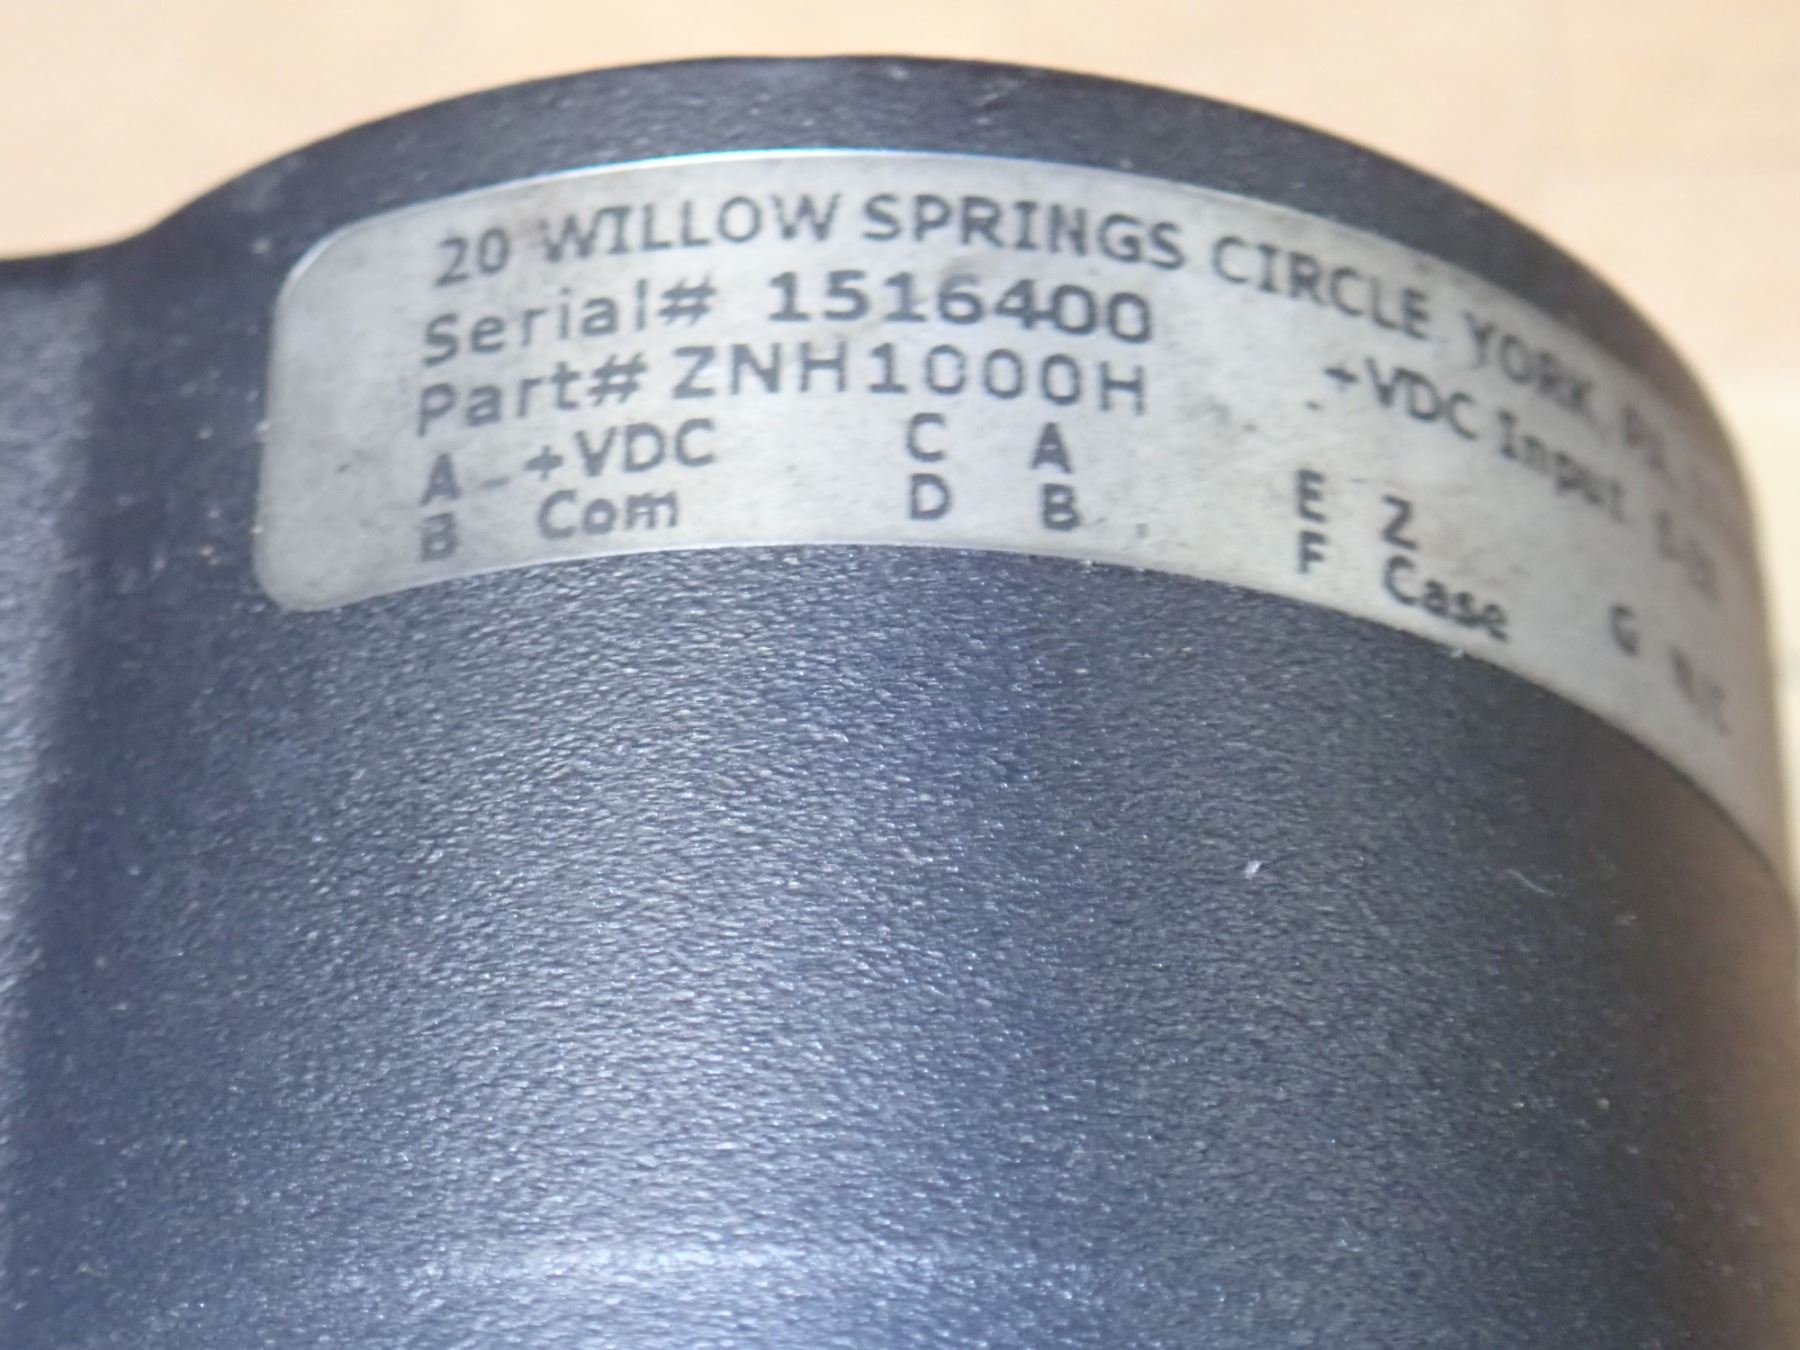 20 WILLOW SPRINGS CIRCLE YORK,
Serial# 1516400
Part# ZNH1000H +VDC Input
A +VDC C A E Z G
B Com D B F Case